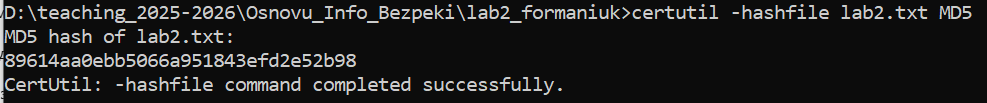 D:\teaching_2025-2026\Osnovu_Info_Bezpeki\lab2_formaniuk>certutil -hashfile lab2.txt MD5
MD5 hash of lab2.txt:
89614aa0ebb5066a951843efd2e52b98
CertUtil: -hashfile command completed successfully.